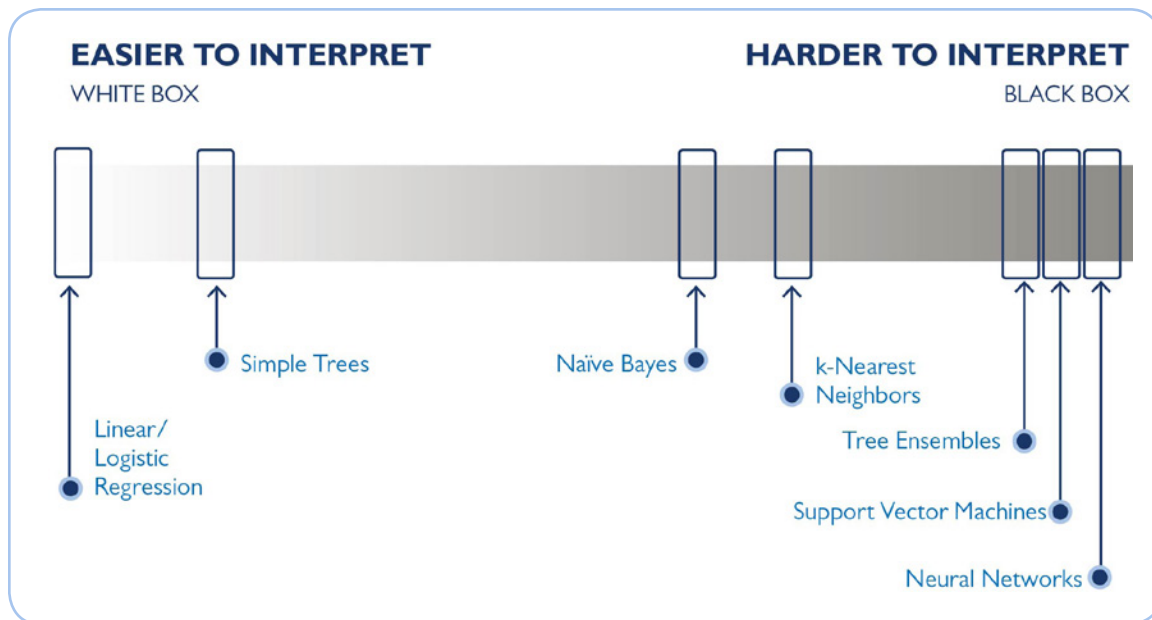 EASIER TO INTERPRET
WHITE BOX
HARDER TO INTERPRET
BLACK BOX
Linear/
Logistic
Regression
Simple Trees
Naïve Bayes
k-Nearest
Neighbors
Tree Ensembles
Support Vector Machines
Neural Networks